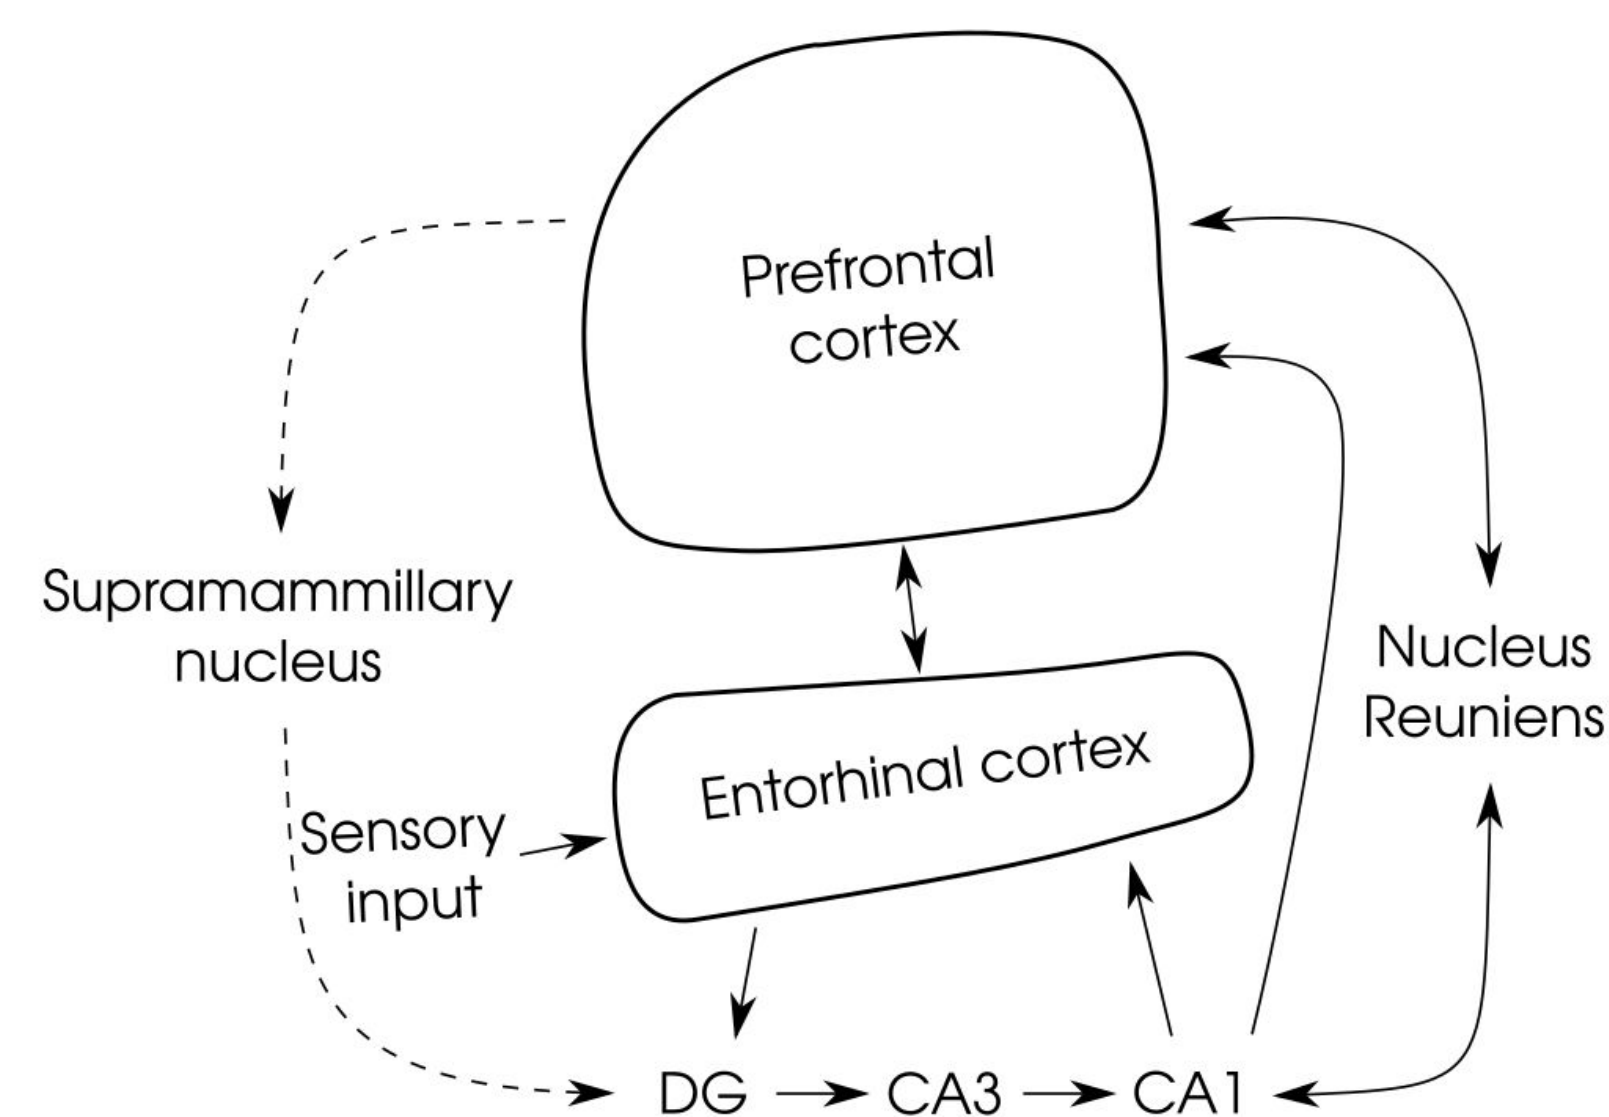 Prefrontal
cortex
Supramammillary
nucleus
Nucleus
Reuniens
Entorhinal cortex
Sensory
input
DG
CA3
CA1